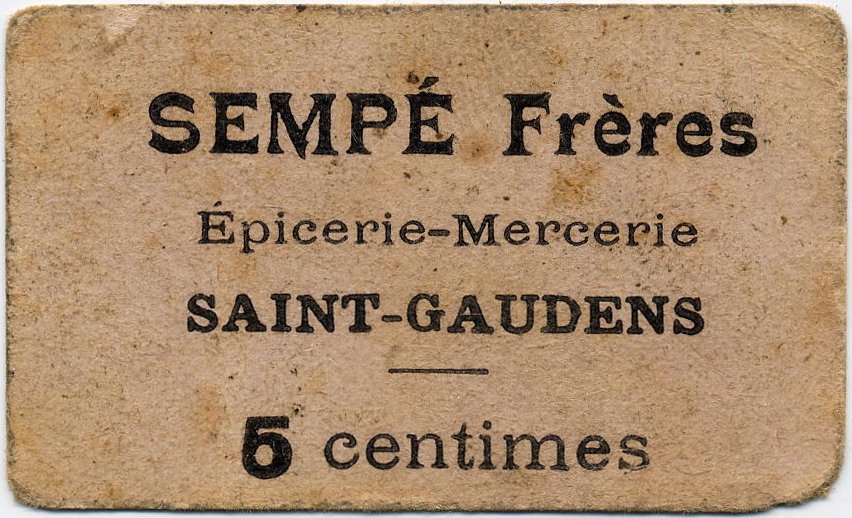 SEMPÉ Frères
Épicerie-Mercerie
SAINT-GAUDENS
5 centimes